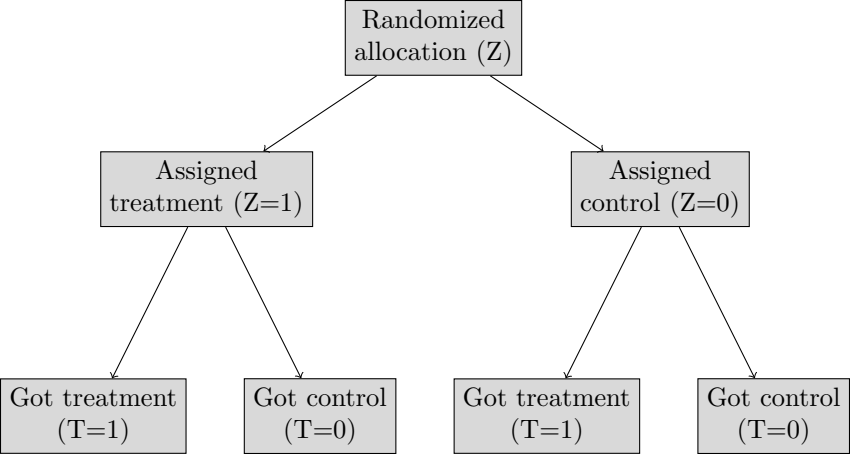 Randomized
allocation (Z)
Assigned
treatment (Z=1)
Assigned
control (Z=0)
Got treatment
(T=1)
Got control
(T=0)
Got treatment
(T=1)
Got control
(T=0)